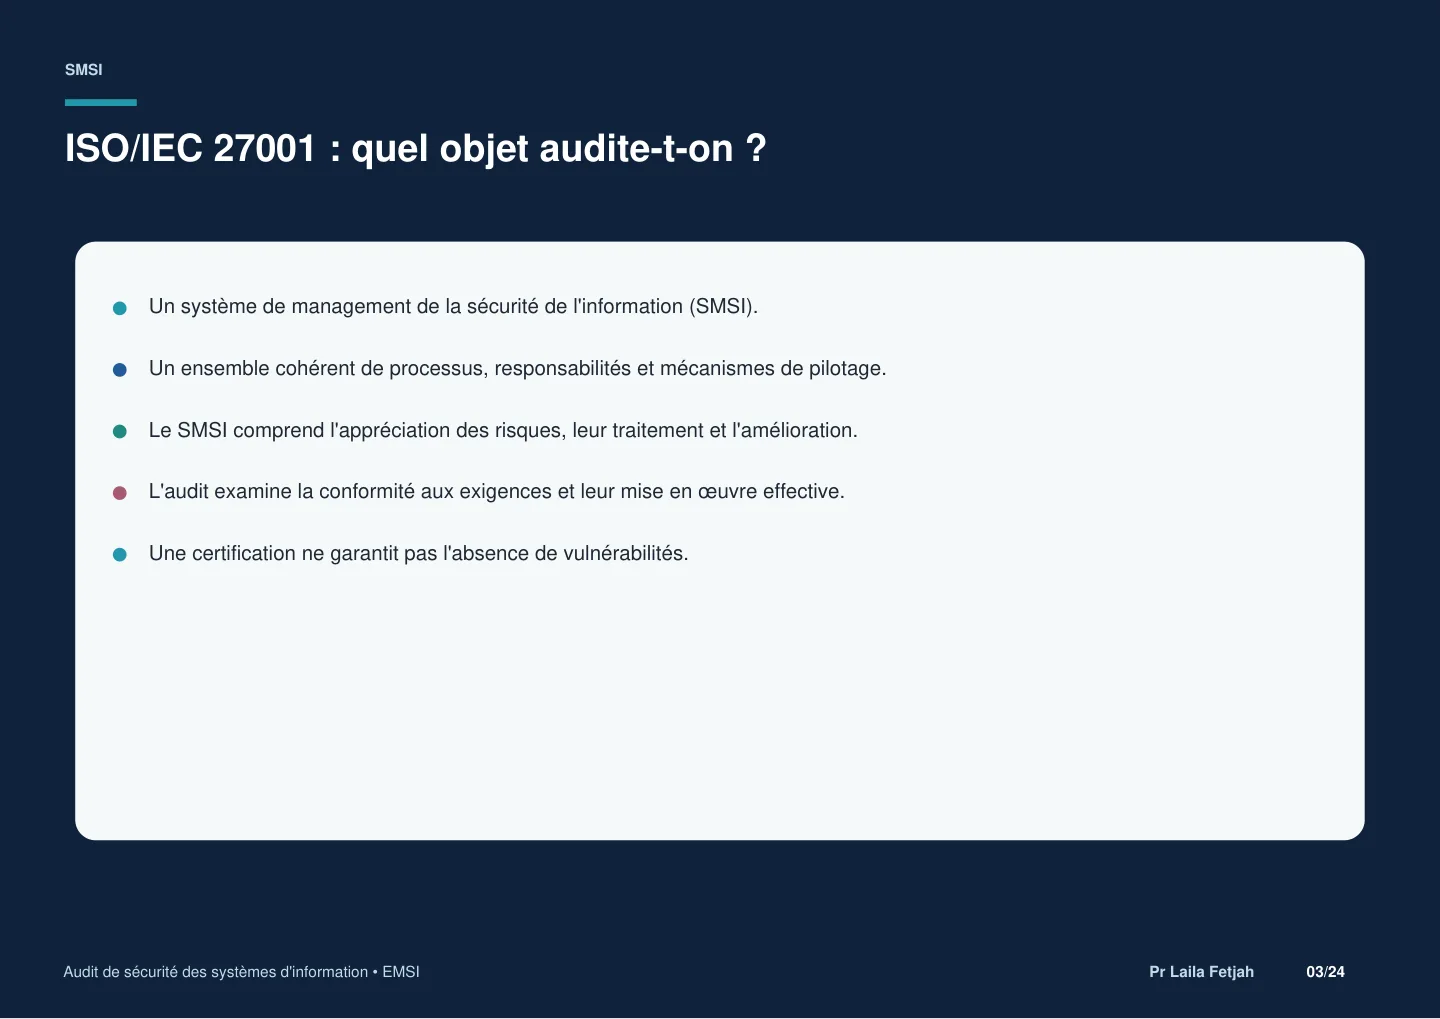 SMSI
ISO/IEC 27001 : quel objet audite-t-on ?
Un système de management de la sécurité de l'information (SMSI).
Un ensemble cohérent de processus, responsabilités et mécanismes de pilotage.
Le SMSI comprend l'appréciation des risques, leur traitement et l'amélioration.
L'audit examine la conformité aux exigences et leur mise en œuvre effective.
Une certification ne garantit pas l'absence de vulnérabilités.
Audit de sécurité des systèmes d'information • EMSI
Pr Laila Fetjah
03/24